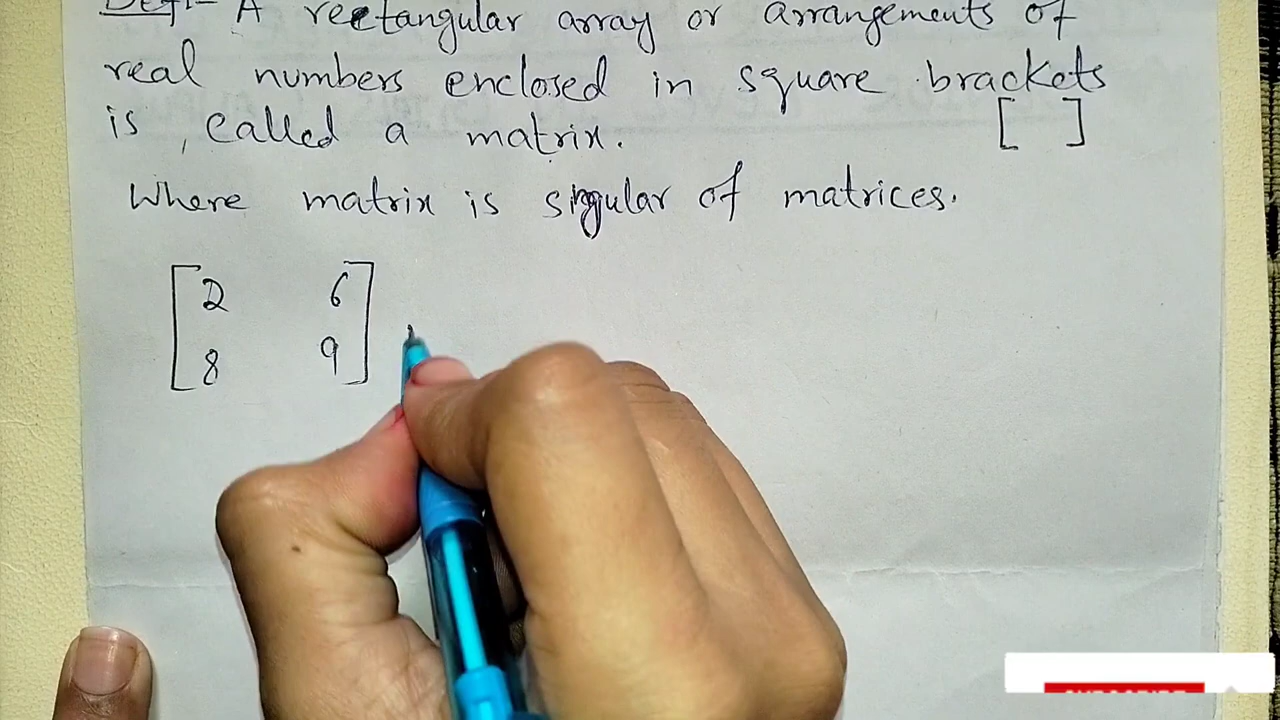 Defi:- A rectangular array or arrangements of
real numbers enclosed in square brackets
is, called a matrix. [ ]
Where matrix is singular of matrices.
2 6
8 9